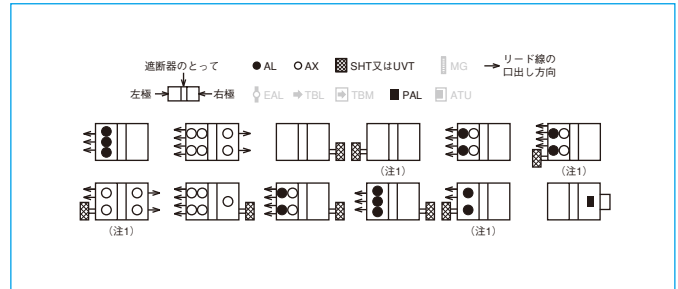 遮断器のとって
AL AX SHT又はUVT MG リード線の
口出し方向
左極 右極 EAL TBL TBM PAL ATU
(注1)
(注1)
(注1)
(注1)